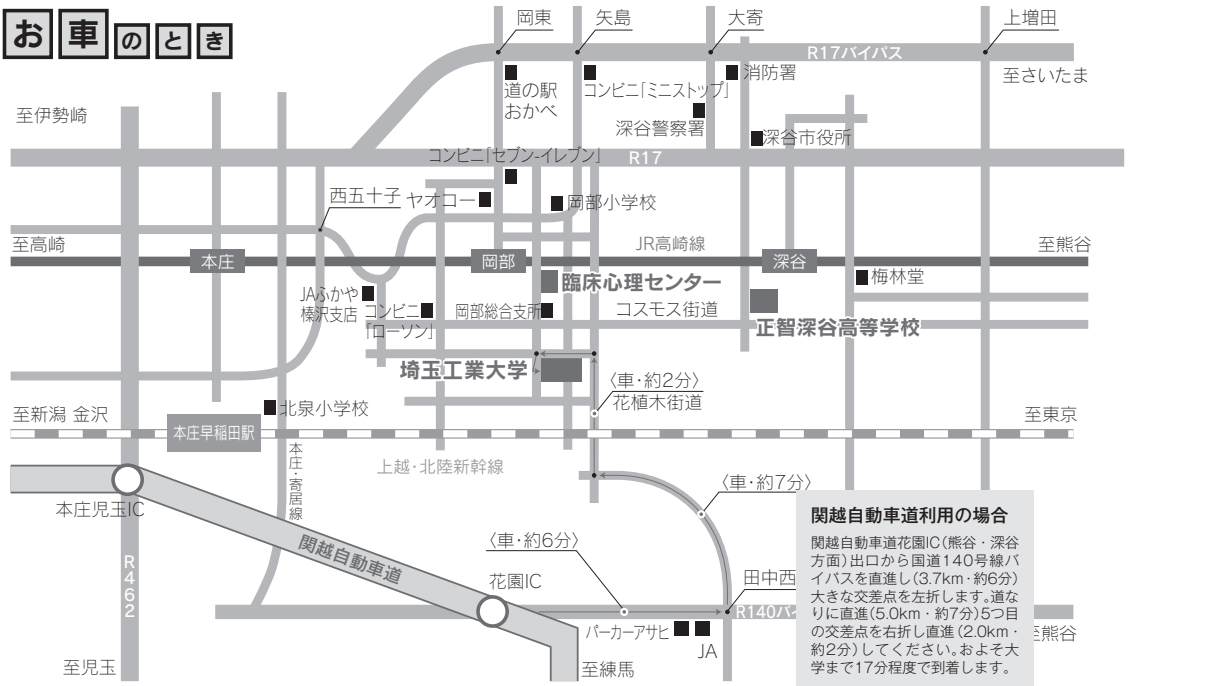 お車のとき
岡東
矢島
大寄
上増田
R17バイパス
至さいたま
消防署
道の駅
おかべ
コンビニ「ミニストップ」
至伊勢崎
深谷警察署
深谷市役所
コンビニ「セブン-イレブン」
R17
西五十子
ヤオコー
岡部小学校
至高崎
JR高崎線
至熊谷
本庄
岡部
深谷
臨床心理センター
梅林堂
JAふかや
榛沢支店
コンビニ
「ローソン」
岡部総合支所
コスモス街道
正智深谷高等学校
埼玉工業大学
〈車・約2分〉
花植木街道
至新潟 金沢
北泉小学校
至東京
本庄早稲田駅
本庄・寄居線
上越・北陸新幹線
〈車・約7分〉
本庄児玉IC
関越自動車道
〈車・約6分〉
花園IC
田中西
R462
R140バイ
パーカーアサヒ
JA
至熊谷
至児玉
至練馬
関越自動車道利用の場合
関越自動車道花園IC(熊谷・深谷
方面)出口から国道140号線バ
イパスを直進し(3.7km・約6分)
大きな交差点を左折します。道な
りに直進(5.0km・約7分)5つ目
の交差点を右折し直進(2.0km・
約2分)してください。およそ大
学まで17分程度で到着します。